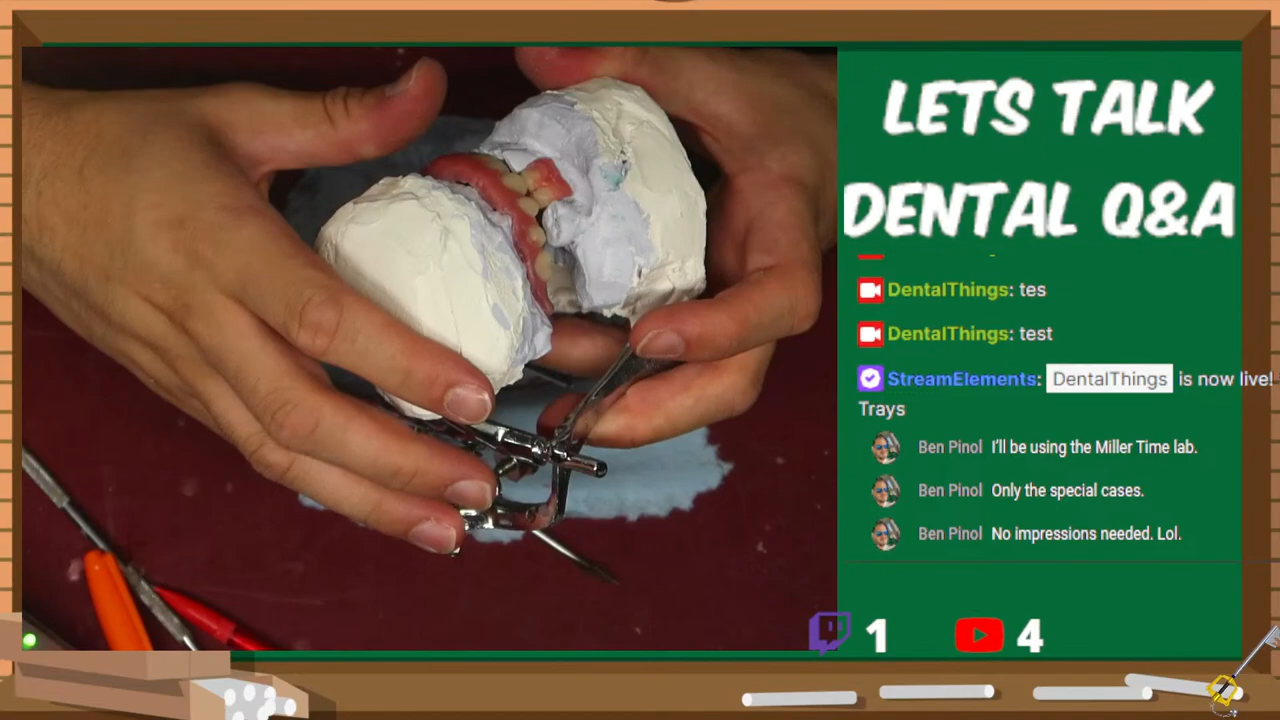 LETS TALK
DENTAL Q&A
DentalThings: tes
DentalThings: test
StreamElements: DentalThings is now live!
Trays
Ben Pinol I'll be using the Miller Time lab.
Ben Pinol Only the special cases.
Ben Pinol No impressions needed. Lol.
1 4